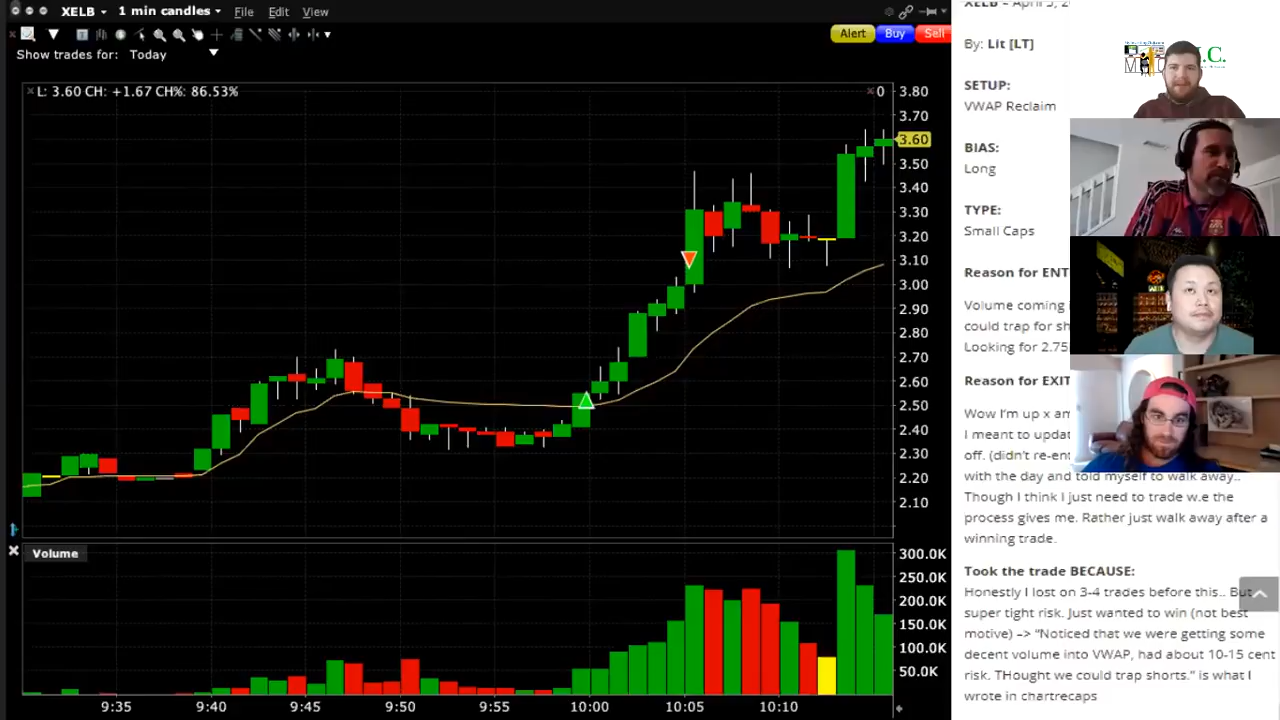 XELB 1 min candles File Edit View
Alert Buy Sell
Show trades for: Today
L: 3.60 CH: +1.67 CH%: 86.53%
0
3.80
3.70
3.60
3.50
3.40
3.30
3.20
3.10
3.00
2.90
2.80
2.70
2.60
2.50
2.40
2.30
2.20
2.10
Volume
300.0K
250.0K
200.0K
150.0K
100.0K
50.0K
9:35 9:40 9:45 9:50 9:55 10:00 10:05 10:10
By: Lit [LT]
SETUP:
VWAP Reclaim
BIAS:
Long
TYPE:
Small Caps
Reason for ENT
Volume coming
could trap for sh
Looking for 2.75
Reason for EXIT
Wow I'm up x am
I meant to updat
off. (didn't re-ent
with the day and told myself to walk away..
Though I think I just need to trade w.e the
process gives me. Rather just walk away after a
winning trade.
Took the trade BECAUSE:
Honestly I lost on 3-4 trades before this.. But
super tight risk. Just wanted to win (not best
motive) –> "Noticed that we were getting some
decent volume into VWAP, had about 10-15 cent
risk. THought we could trap shorts." is what I
wrote in chartrecaps